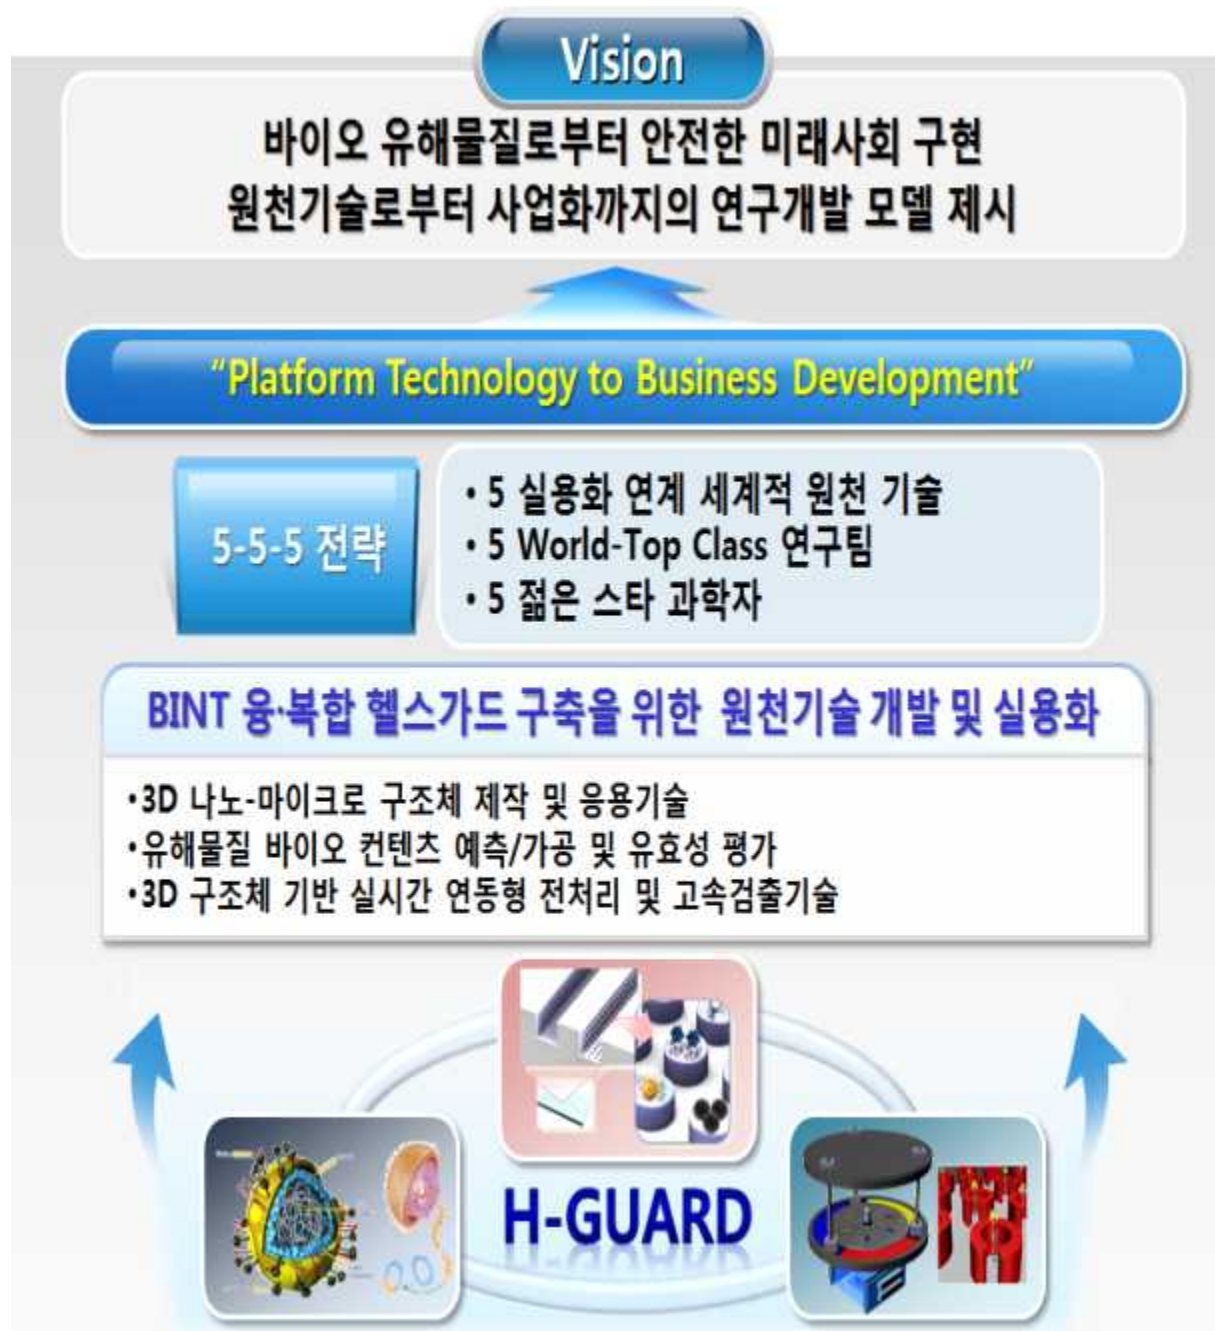 Vision
바이오 유해물질로부터 안전한 미래사회 구현
원천기술로부터 사업화까지의 연구개발 모델 제시
“Platform Technology to Business Development”
5-5-5 전략
• 5 실용화 연계 세계적 원천 기술
• 5 World-Top Class 연구팀
• 5 젊은 스타 과학자
BINT 융·복합 헬스가드 구축을 위한 원천기술 개발 및 실용화
•3D 나노-마이크로 구조체 제작 및 응용기술
•유해물질 바이오 컨텐츠 예측/가공 및 유효성 평가
•3D 구조체 기반 실시간 연동형 전처리 및 고속검출기술
H-GUARD